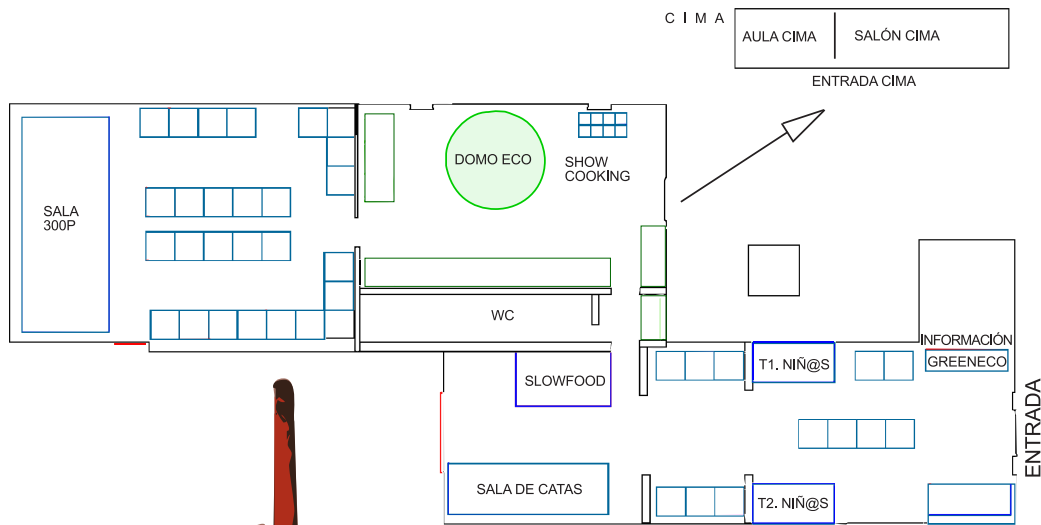 C I M A
AULA CIMA
SALÓN CIMA
ENTRADA CIMA
DOMO ECO
SHOW
COOKING
SALA
300P
WC
INFORMACIÓN
GREENECO
T1. NIÑ@S
SLOWFOOD
ENTRADA
SALA DE CATAS
T2. NIÑ@S